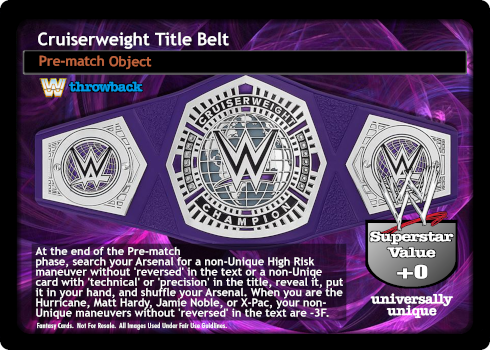 Cruiserweight Title Belt
Pre-match Object
throwback
CRUISERWEIGHT
CHAMPION
At the end of the Pre-match
phase, search your Arsenal for a non-Unique High Risk
maneuver without 'reversed' in the text or a non-Uniqe
card with 'technical' or 'precision' in the title, reveal it, put
it in your hand, and shuffle your Arsenal. When you are the
Hurricane, Matt Hardy, Jamie Noble, or X-Pac, your non-
Unique maneuvers without 'reversed' in the text are -3F.
Fantasy Cards. Not For Resale. All Images Used Under Fair Use Guidlines.
Superstar
Value
+0
universally
unique